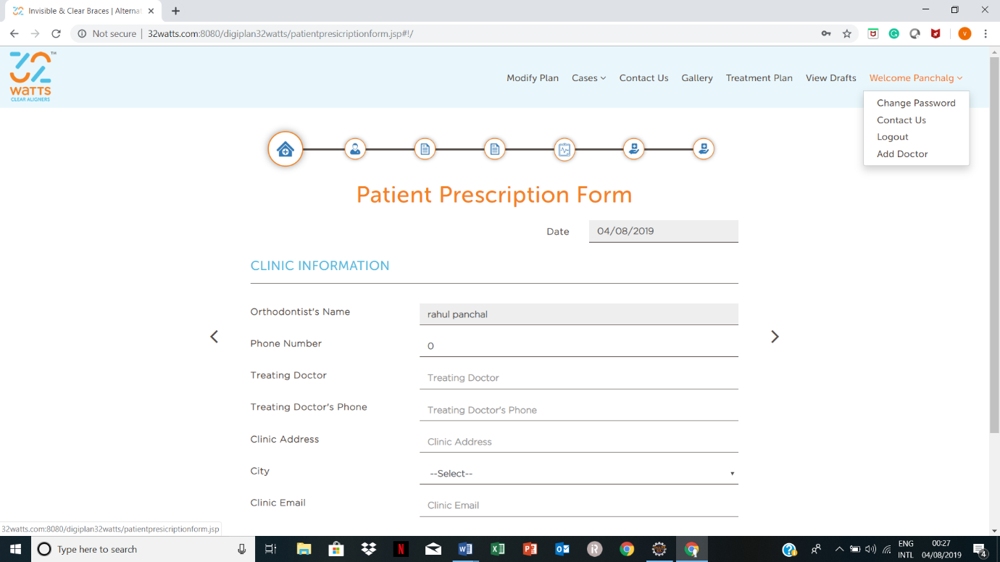 Invisible & Clear Braces | Alternat
Not secure | 32watts.com:8080/digiplan32watts/patientpresicriptionform.jsp#!/
V
32
TM
WaTTS
CLEAR ALIGNERS
Modify Plan Cases Contact Us Gallery Treatment Plan View Drafts Welcome Panchalg
Change Password
Contact Us
Logout
Add Doctor
Patient Prescription Form
Date 04/08/2019
CLINIC INFORMATION
Orthodontist's Name rahul panchal
Phone Number 0
Treating Doctor Treating Doctor
Treating Doctor's Phone Treating Doctor's Phone
Clinic Address Clinic Address
City --Select--
Clinic Email Clinic Email
32watts.com:8080/digiplan32watts/patientpresicriptionform.jsp
Type here to search
ENG 00:27
INTL 04/08/2019 4